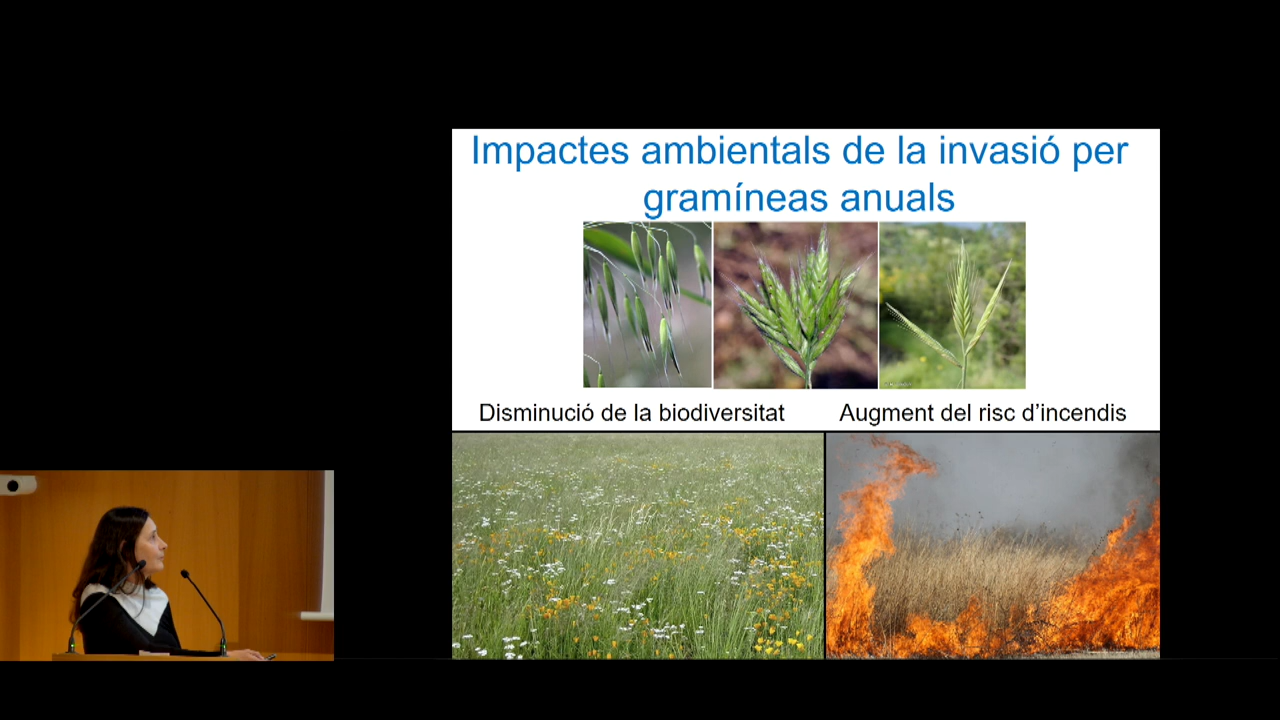 Impactes ambientals de la invasió per
gramíneas anuals
Disminució de la biodiversitat
Augment del risc d’incendis